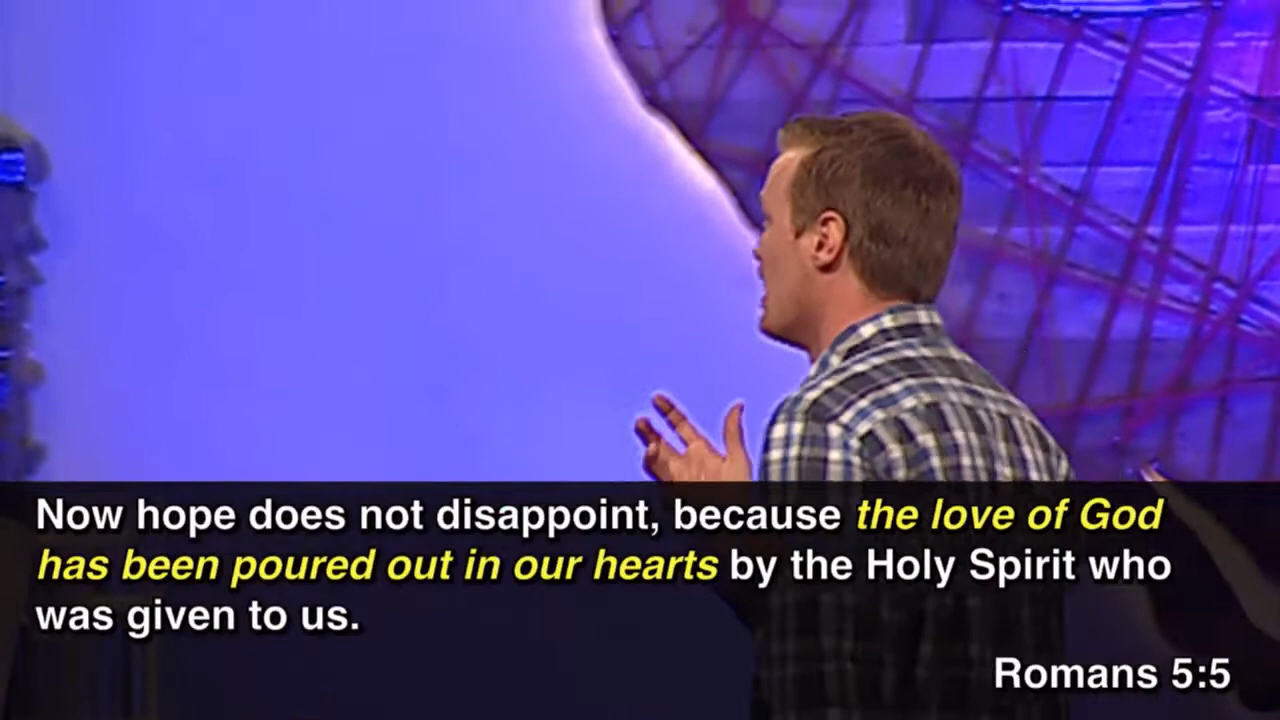 Now hope does not disappoint, because the love of God
has been poured out in our hearts by the Holy Spirit who
was given to us.
Romans 5:5